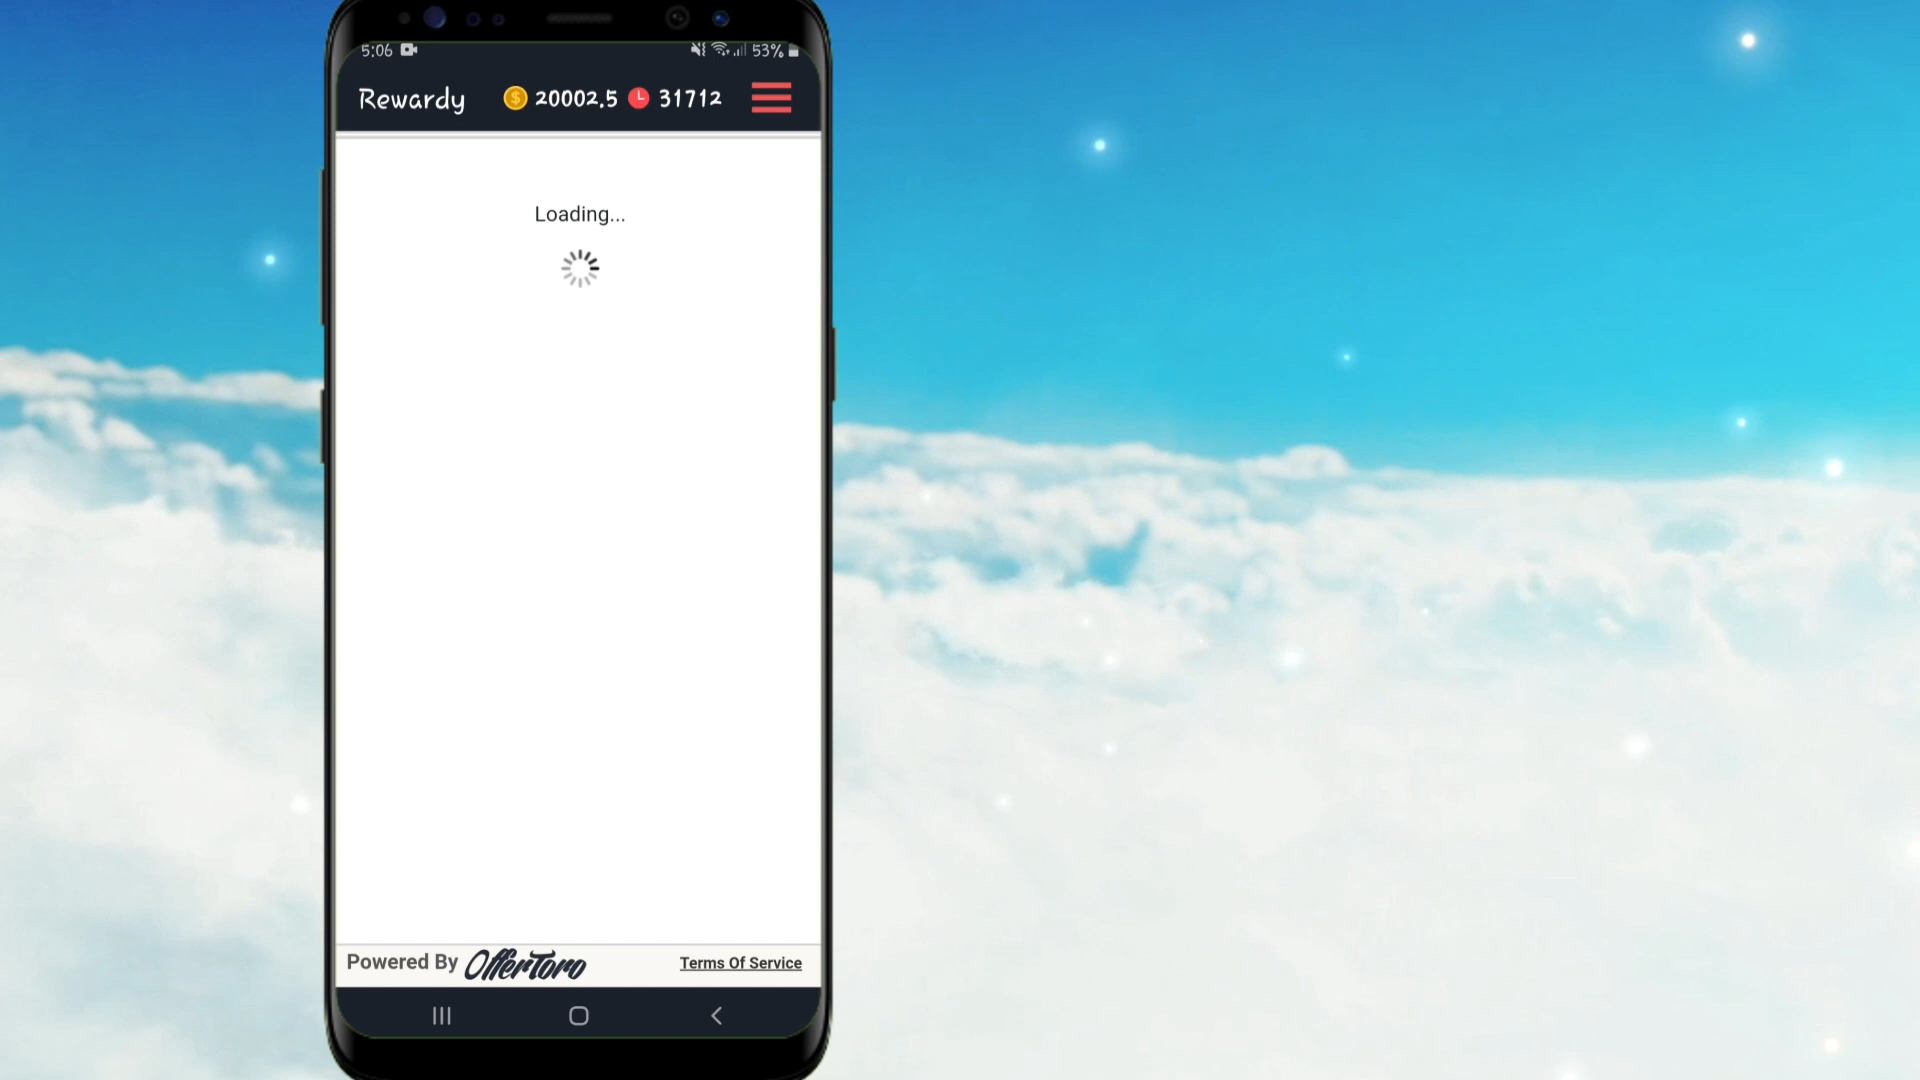 5:06 53%
Rewardy 20002.5 31712
Loading...
Powered By OfferToro Terms Of Service